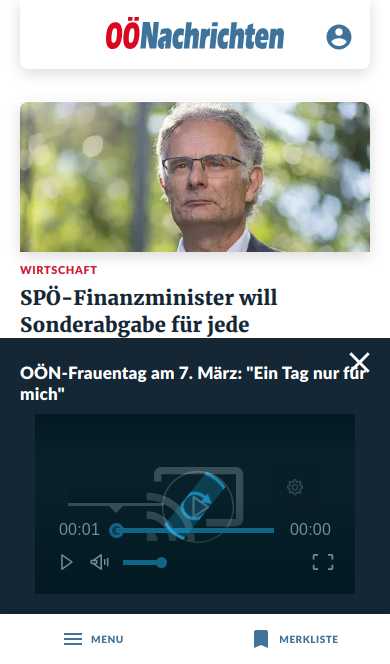 OÖNachrichten
WIRTSCHAFT
SPÖ-Finanzminister will
Sonderabgabe für jede
OÖN-Frauentag am 7. März: "Ein Tag nur für
mich"
00:01
00:00
MENU
MERKLISTE